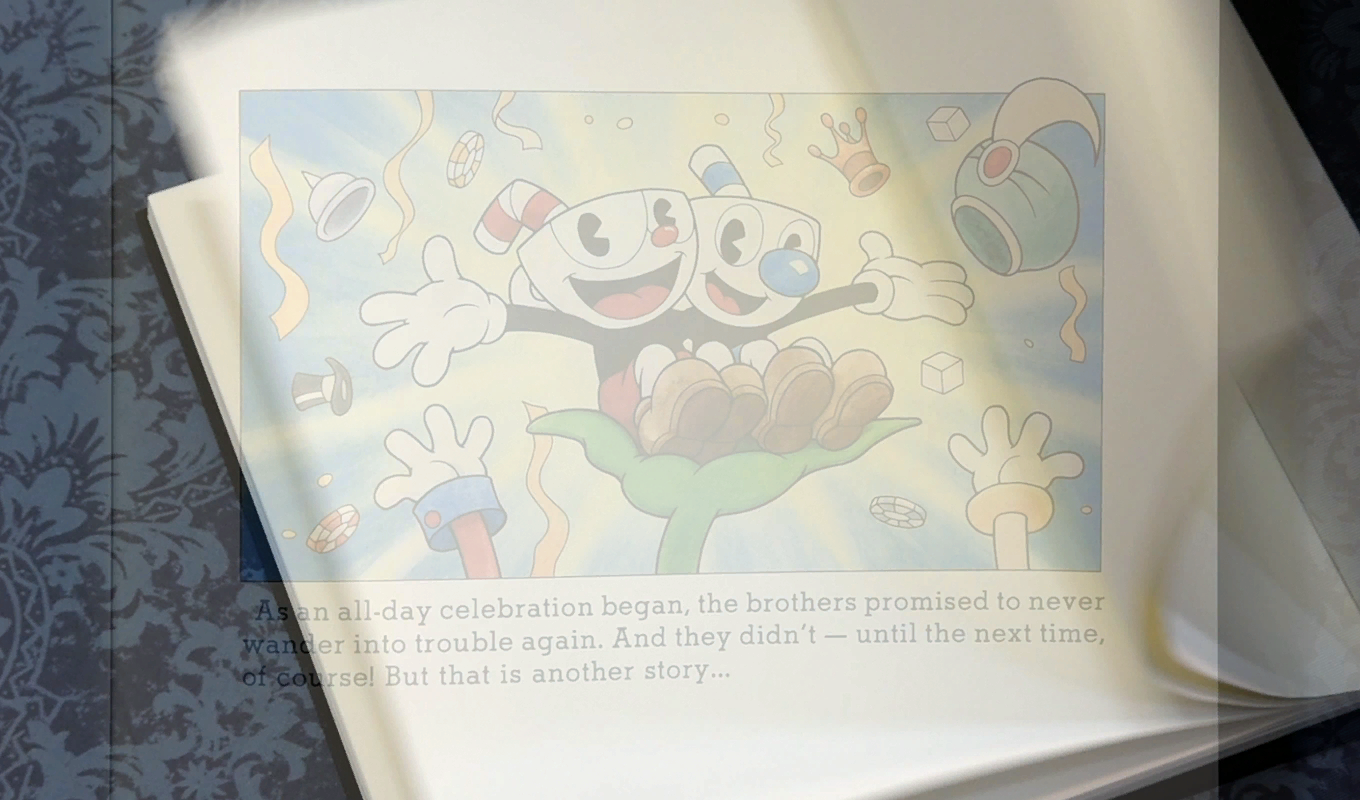 As an all-day celebration began, the brothers promised to never
wander into trouble again. And they didn't — until the next time,
of course! But that is another story...